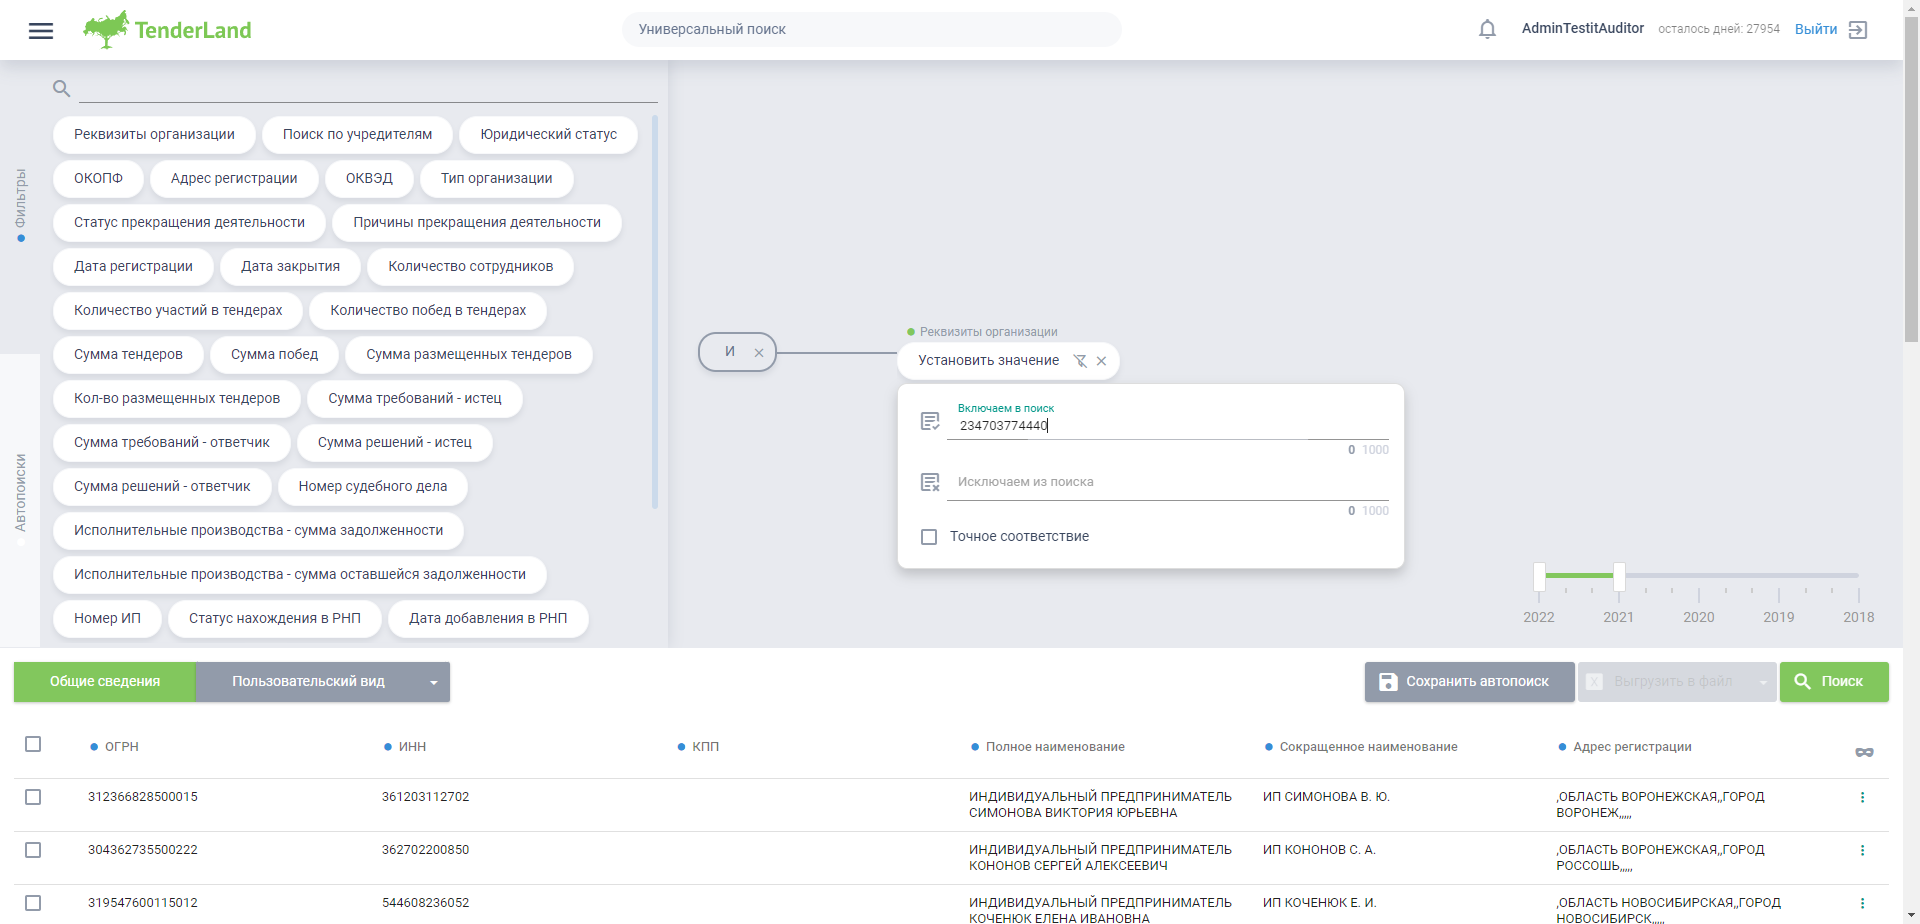 TenderLand
Универсальный поиск
AdminTestitAuditor
осталось дней: 27954
Выйти
Фильтры
Автопоиски
Реквизиты организации
Поиск по учредителям
Юридический статус
ОКОПФ
Адрес регистрации
ОКВЭД
Тип организации
Статус прекращения деятельности
Причины прекращения деятельности
Дата регистрации
Дата закрытия
Количество сотрудников
Количество участий в тендерах
Количество побед в тендерах
Сумма тендеров
Сумма побед
Сумма размещенных тендеров
Кол-во размещенных тендеров
Сумма требований - истец
Сумма требований - ответчик
Сумма решений - истец
Сумма решений - ответчик
Номер судебного дела
Исполнительные производства - сумма задолженности
Исполнительные производства - сумма оставшейся задолженности
Номер ИП
Статус нахождения в РНП
Дата добавления в РНП
И
Реквизиты организации
Установить значение
Включаем в поиск
234703774440
0 1000
Исключаем из поиска
0 1000
Точное соответствие
2022 2021 2020 2019 2018
Общие сведения
Пользовательский вид
Сохранить автопоиск
Выгрузить в файл
Поиск
ОГРН ИНН КПП Полное наименование Сокращенное наименование Адрес регистрации
312366828500015 361203112702 ИНДИВИДУАЛЬНЫЙ ПРЕДПРИНИМАТЕЛЬ ИП СИМОНОВА В. Ю. ,ОБЛАСТЬ ВОРОНЕЖСКАЯ,,ГОРОД
СИМОНОВА ВИКТОРИЯ ЮРЬЕВНА ВОРОНЕЖ,,,,,
304362735500222 362702200850 ИНДИВИДУАЛЬНЫЙ ПРЕДПРИНИМАТЕЛЬ ИП КОНОНОВ С. А. ,ОБЛАСТЬ ВОРОНЕЖСКАЯ,,ГОРОД
КОНОНОВ СЕРГЕЙ АЛЕКСЕЕВИЧ РОССОШЬ,,,,,
319547600115012 544608236052 ИНДИВИДУАЛЬНЫЙ ПРЕДПРИНИМАТЕЛЬ ИП КОЧЕНЮК Е. И. ,ОБЛАСТЬ НОВОСИБИРСКАЯ,,ГОРОД
КОЧЕНЮК ЕЛЕНА ИВАНОВНА НОВОСИБИРСК,,,,,